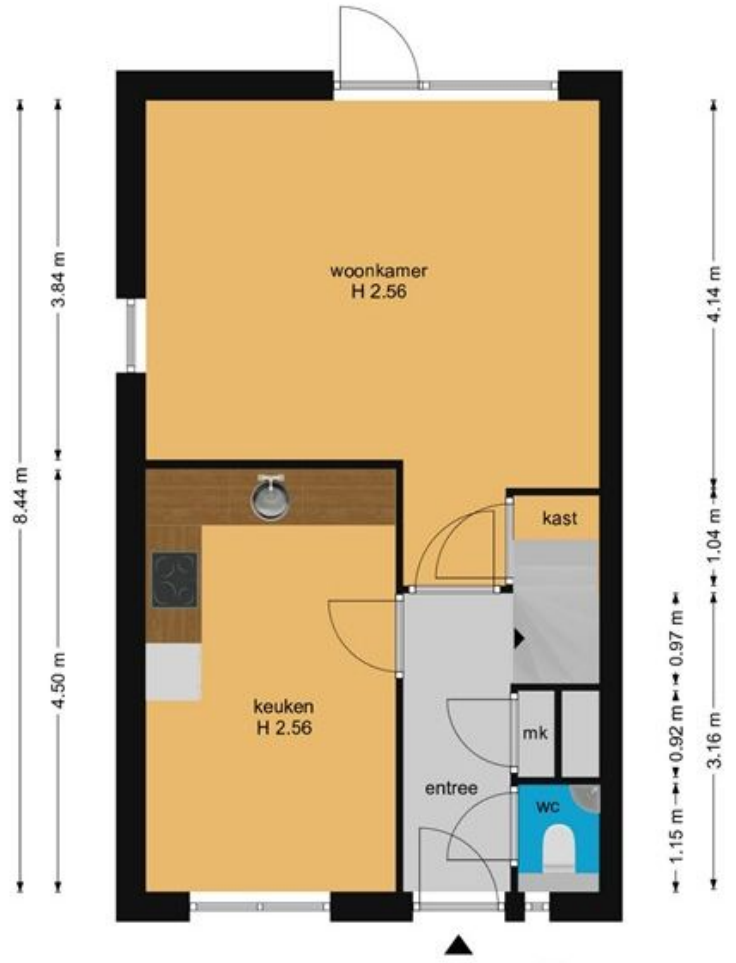 woonkamer
H 2.56
3.84 m
4.14 m
8.44 m
kast
1.04 m
0.97 m
4.50 m
keuken
H 2.56
mk
0.92 m
3.16 m
entree
wc
1.15 m